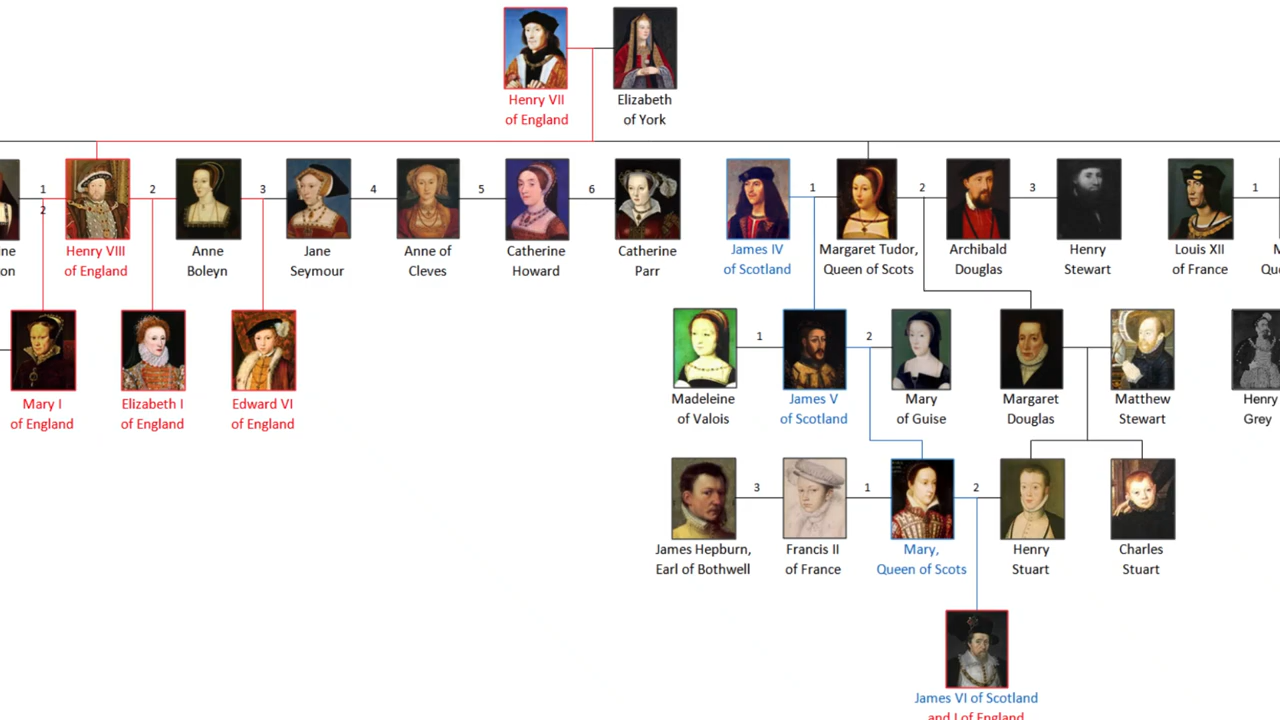 Henry VII
of England
Elizabeth
of York
1
2
2
3
4
5
6
1
2
3
1
Henry VIII
of England
Anne
Boleyn
Jane
Seymour
Anne of
Cleves
Catherine
Howard
Catherine
Parr
James IV
of Scotland
Margaret Tudor,
Queen of Scots
Archibald
Douglas
Henry
Stewart
Louis XII
of France
1
2
Mary I
of England
Elizabeth I
of England
Edward VI
of England
Madeleine
of Valois
James V
of Scotland
Mary
of Guise
Margaret
Douglas
Matthew
Stewart
Henry
Grey
3
1
2
James Hepburn,
Earl of Bothwell
Francis II
of France
Mary,
Queen of Scots
Henry
Stuart
Charles
Stuart
James VI of Scotland
and I of England